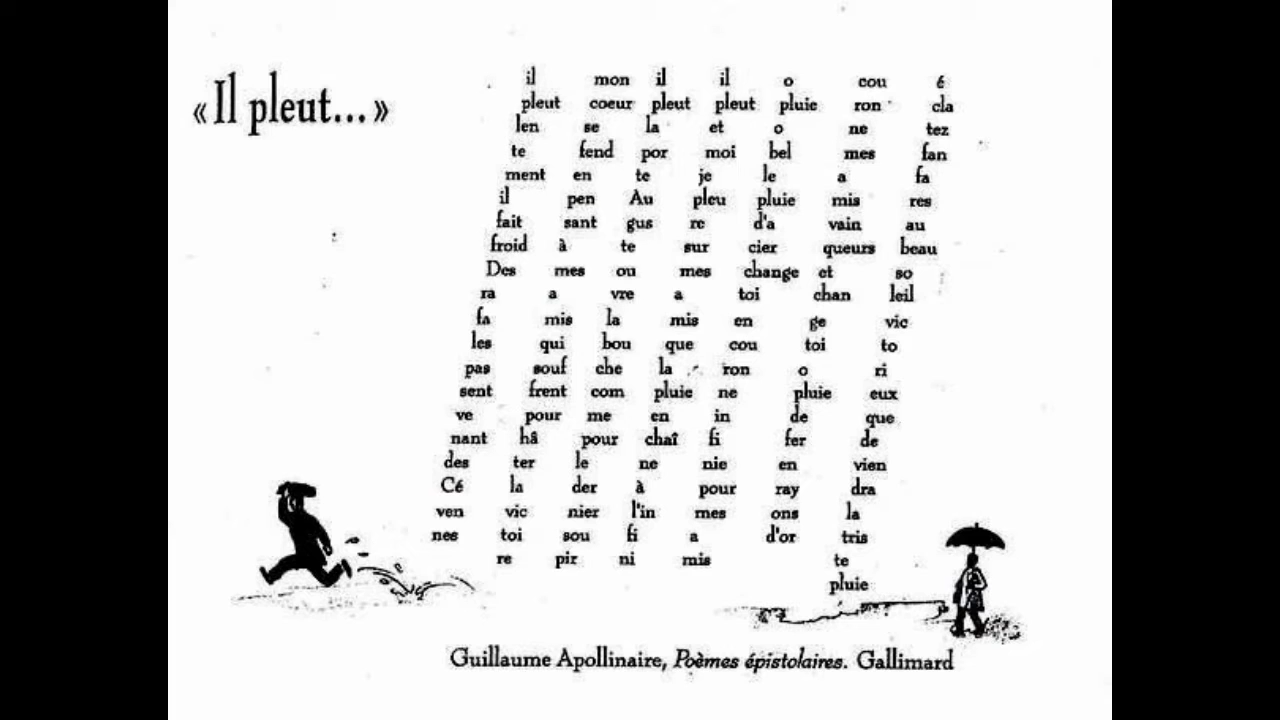 « Il pleut... »
il pleut len te ment il fait froid Des ra fa les pas sent ve nant des Cé ven nes
mon coeur se fend en pen sant à mes a mis qui souf frent pour hâ ter la vic toi re
il pleut la por te Au gus te ou vre la bou che com me pour le der nier sou pir
il pleut et moi je pleu re sur mes a mis que la pluie en chaî ne à l'in fi ni
o pluie o bel le pluie d'a cier change toi en cou ron ne in fi nie pour mes a mis
cou ron ne mes a mis vain queurs et chan ge toi o pluie de fer en ray ons d'or
é cla tez fan fa res au beau so leil vic to ri eux que de vien dra la tris te pluie
Guillaume Apollinaire, Poèmes épistolaires. Gallimard